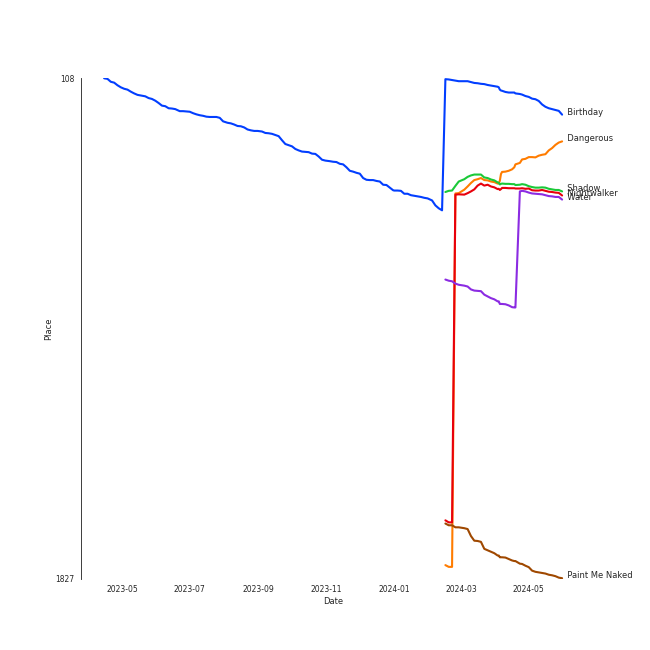 108
Birthday
Dangerous
Shadow
Nightwalker
Water
Place
Paint Me Naked
1827
2023-05 2023-07 2023-09 2023-11 2024-01 2024-03 2024-05
Date